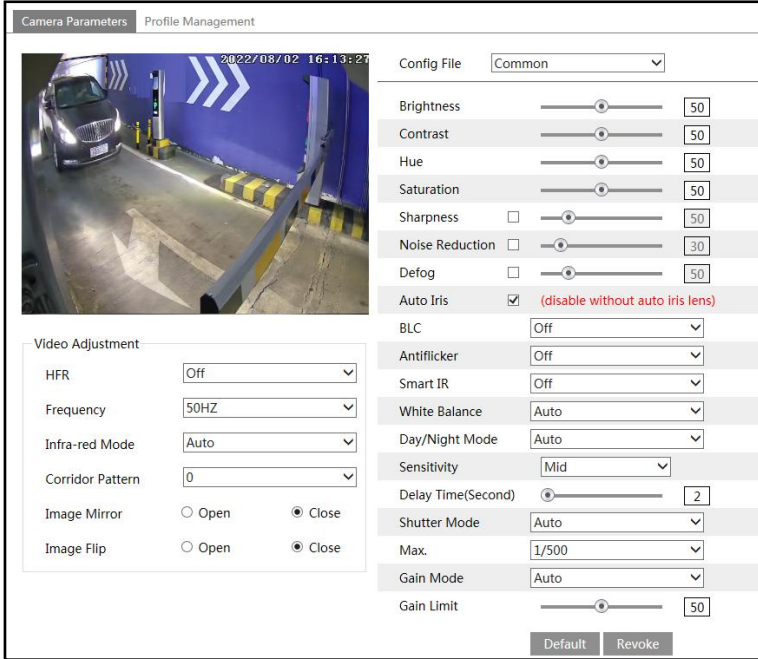 Camera Parameters Profile Management
2022/08/02 16:13:27
Config File Common
Brightness 50
Contrast 50
Hue 50
Saturation 50
Sharpness 50
Noise Reduction 30
Defog 50
Auto Iris (disable without auto iris lens)
BLC Off
Antiflicker Off
Smart IR Off
White Balance Auto
Day/Night Mode Auto
Sensitivity Mid
Delay Time(Second) 2
Shutter Mode Auto
Max. 1/500
Gain Mode Auto
Gain Limit 50
Default Revoke
Video Adjustment
HFR Off
Frequency 50HZ
Infra-red Mode Auto
Corridor Pattern 0
Image Mirror Open Close
Image Flip Open Close